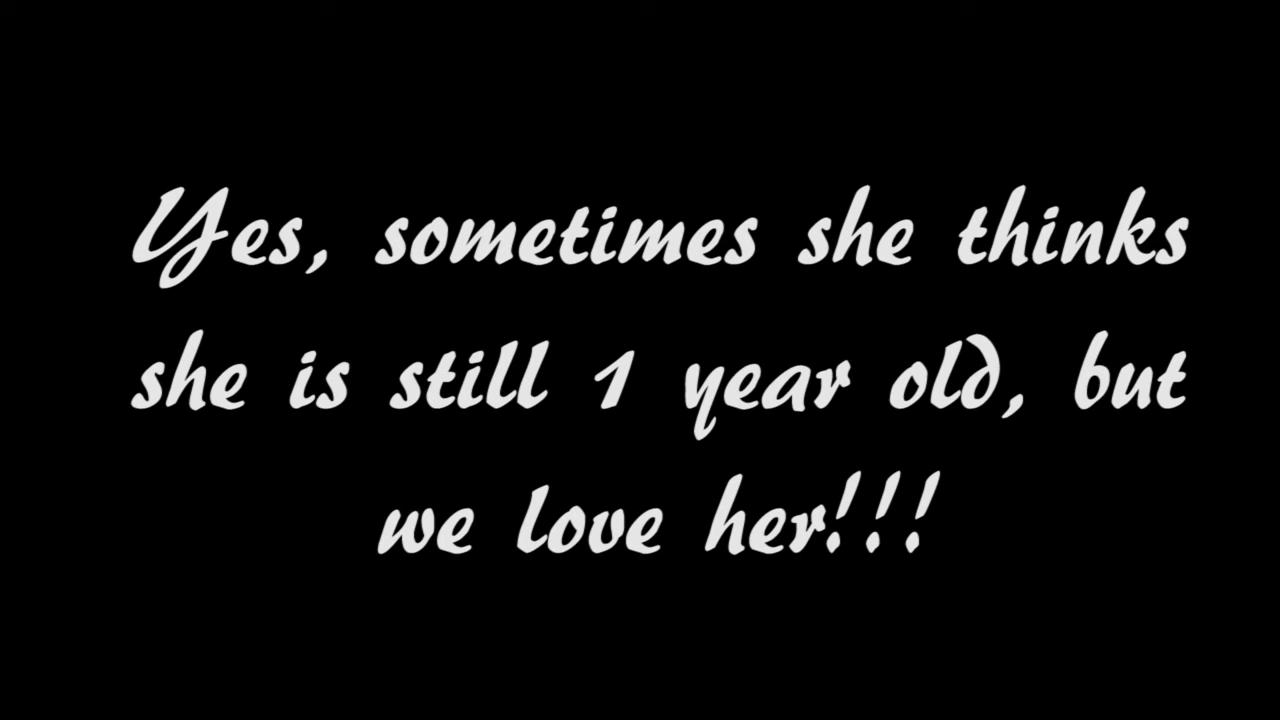 Yes, sometimes she thinks
she is still 1 year old, but
we love her!!!